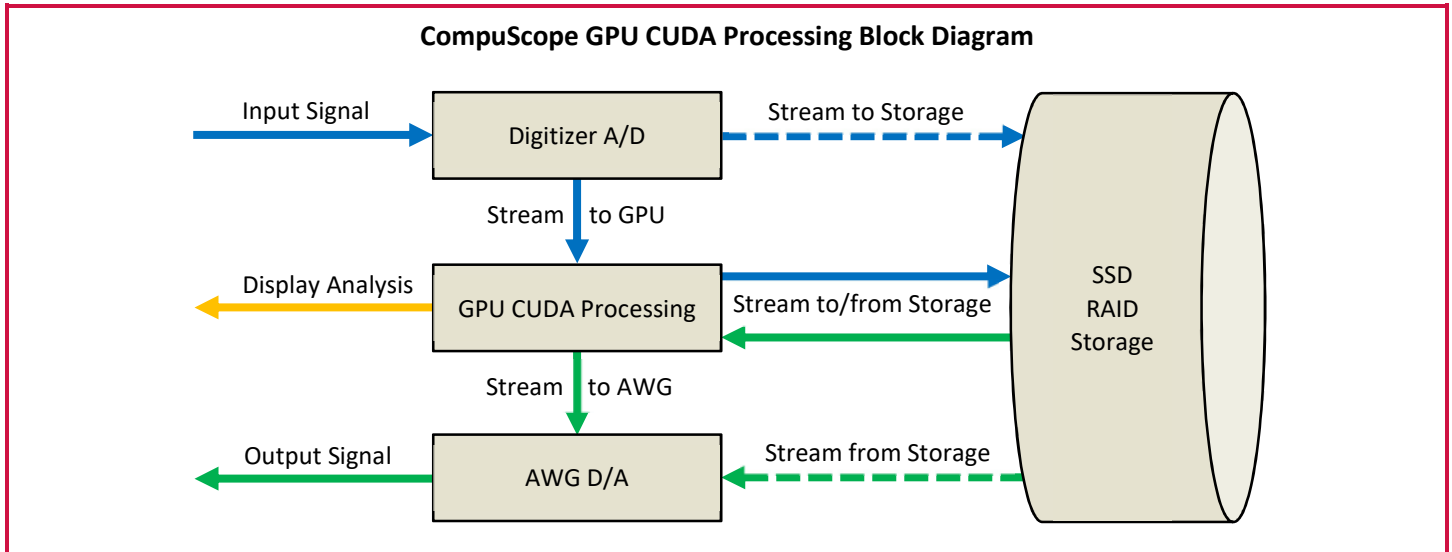 CompuScope GPU CUDA Processing Block Diagram
Input Signal
Digitizer A/D
Stream to Storage
Stream to GPU
Display Analysis
GPU CUDA Processing
Stream to/from Storage
SSD
RAID
Storage
Stream to AWG
Output Signal
AWG D/A
Stream from Storage